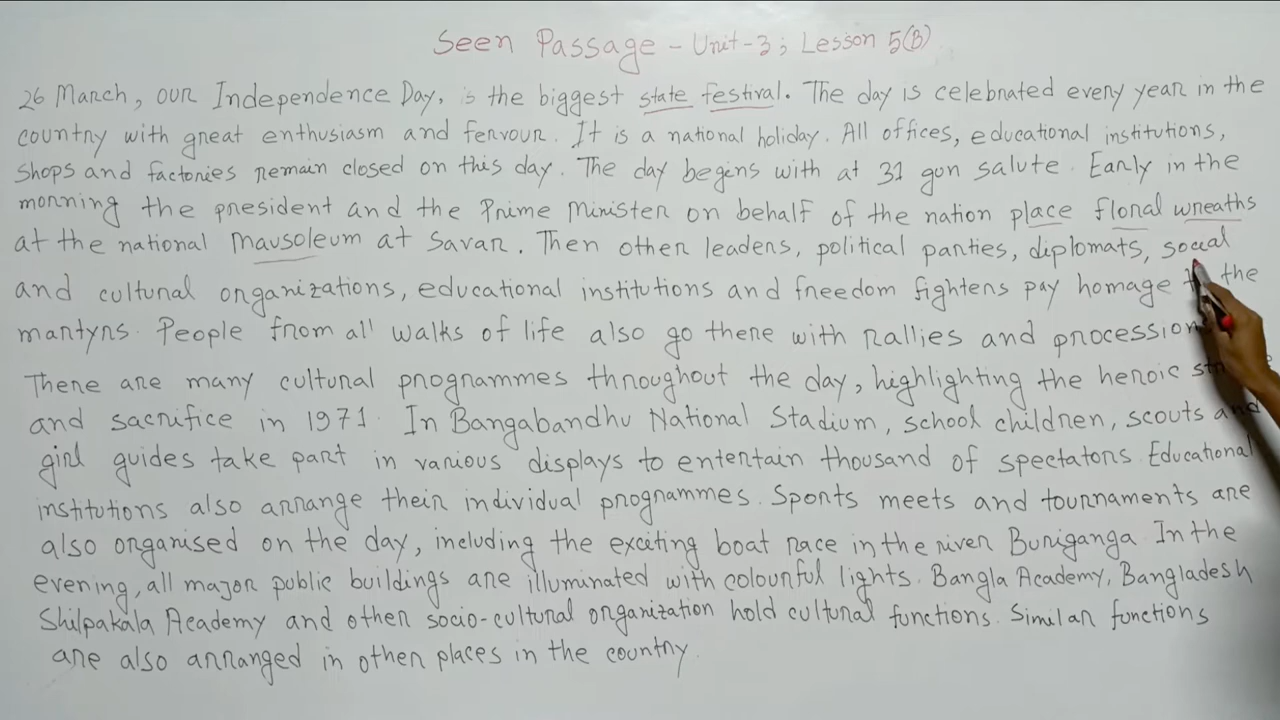 Seen Passage - Unit-3; Lesson 5(B)
26 March, our Independence Day, is the biggest state festival. The day is celebrated every year in the
country with great enthusiasm and fervour. It is a national holiday. All offices, educational institutions,
shops and factories remain closed on this day. The day begins with at 31 gun salute. Early in the
morning the president and the Prime Minister on behalf of the nation place floral wreaths
at the national mausoleum at Savar. Then other leaders, political parties, diplomats, social
and cultural organizations, educational institutions and freedom fighters pay homage the
martyrs. People from all walks of life also go there with rallies and procession
There are many cultural programmes throughout the day, highlighting the heroic
and sacrifice in 1971. In Bangabandhu National Stadium, school children, scouts and
girl guides take part in various displays to entertain thousand of spectators. Educational
institutions also arrange their individual programmes. Sports meets and tournaments are
also organised on the day, including the exciting boat race in the river Buriganga. In the
evening, all major public buildings are illuminated with colourful lights. Bangla Academy, Bangladesh
Shilpakala Academy and other socio-cultural organization hold cultural functions. Similar functions
are also arranged in other places in the country.